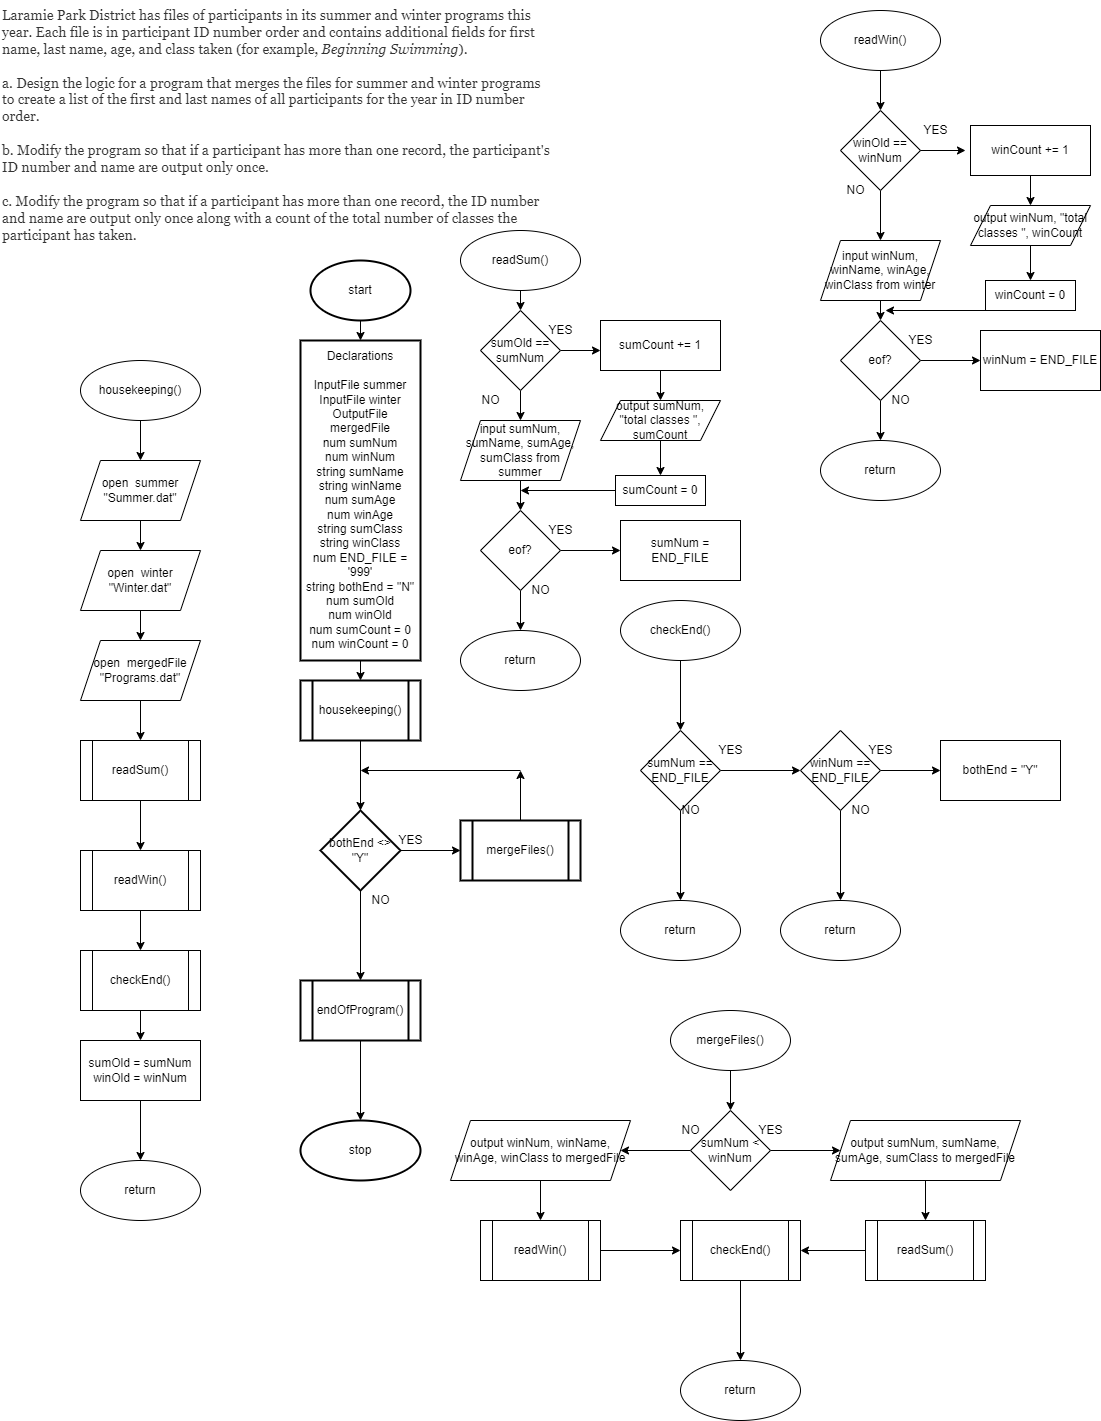 Laramie Park District has files of participants in its summer and winter programs this
year. Each file is in participant ID number order and contains additional fields for first
name, last name, age, and class taken (for example, Beginning Swimming).
a. Design the logic for a program that merges the files for summer and winter programs
to create a list of the first and last names of all participants for the year in ID number
order.
b. Modify the program so that if a participant has more than one record, the participant's
ID number and name are output only once.
c. Modify the program so that if a participant has more than one record, the ID number
and name are output only once along with a count of the total number of classes the
participant has taken.
housekeeping()
open summer
"Summer.dat"
open winter
"Winter.dat"
open mergedFile
"Programs.dat"
readSum()
readWin()
checkEnd()
sumOld = sumNum
winOld = winNum
return
start
Declarations
InputFile summer
InputFile winter
OutputFile
mergedFile
num sumNum
num winNum
string sumName
string winName
num sumAge
num winAge
string sumClass
string winClass
num END_FILE =
'999'
string bothEnd = "N"
num sumOld
num winOld
num sumCount = 0
num winCount = 0
housekeeping()
bothEnd <>
"Y"
YES
mergeFiles()
NO
endOfProgram()
stop
readSum()
sumOld ==
sumNum
YES
sumCount += 1
output sumNum,
"total classes ",
sumCount
sumCount = 0
NO
input sumNum,
sumName, sumAge,
sumClass from
summer
eof?
YES
sumNum =
END_FILE
NO
return
readWin()
winOld ==
winNum
YES
winCount += 1
output winNum, "total
classes ", winCount
winCount = 0
NO
input winNum,
winName, winAge,
winClass from winter
eof?
YES
winNum = END_FILE
NO
return
checkEnd()
sumNum ==
END_FILE
YES
winNum ==
END_FILE
YES
bothEnd = "Y"
NO
NO
return
return
mergeFiles()
sumNum <
winNum
NO
YES
output winNum, winName,
winAge, winClass to mergedFile
output sumNum, sumName,
sumAge, sumClass to mergedFile
readWin()
checkEnd()
readSum()
return